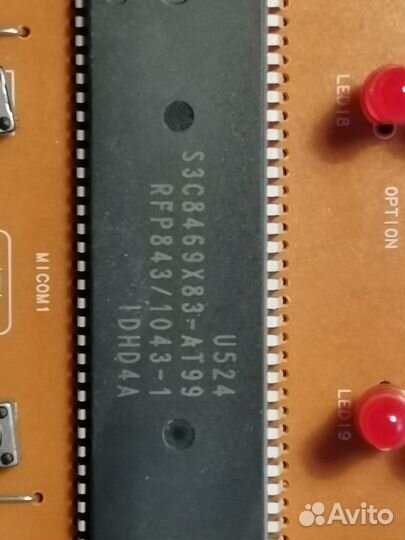 U524
S3C8469X83-AT99
RFP843/1043-1
1DHD4A
MICOM1
LED18
OPTION
LED19
Avito